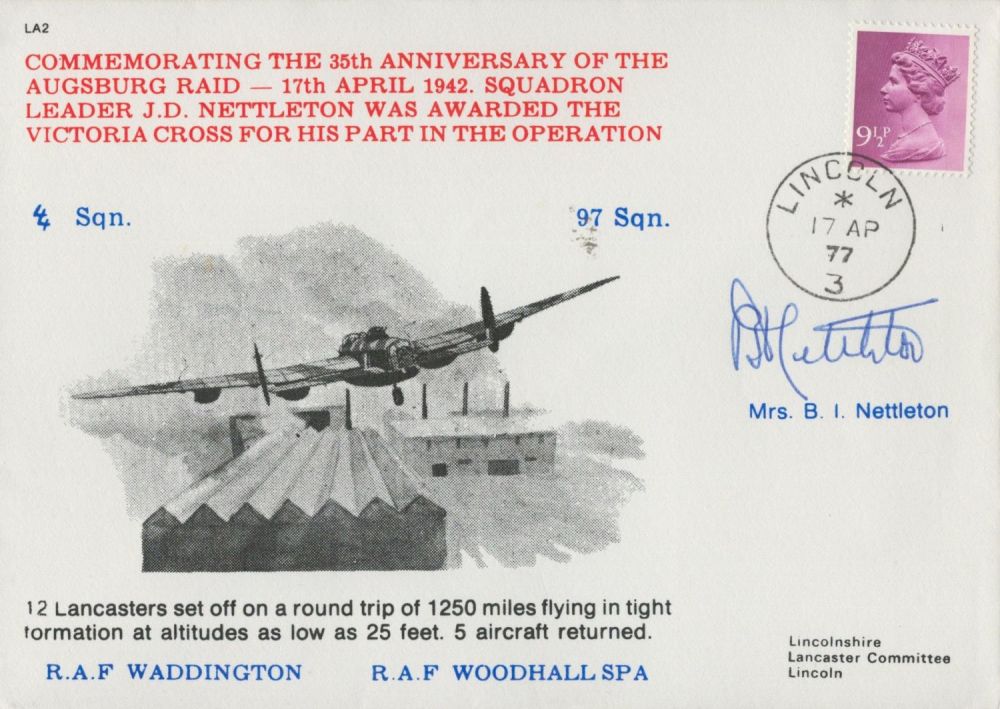 LA2
COMMEMORATING THE 35th ANNIVERSARY OF THE
AUGSBURG RAID — 17th APRIL 1942. SQUADRON
LEADER J.D. NETTLETON WAS AWARDED THE
VICTORIA CROSS FOR HIS PART IN THE OPERATION
9½P
LINCOLN
*
17 AP
77
3
44 Sqn.
97 Sqn.
B Nettleton
Mrs. B. I. Nettleton
12 Lancasters set off on a round trip of 1250 miles flying in tight
formation at altitudes as low as 25 feet. 5 aircraft returned.
R.A.F WADDINGTON
R.A.F WOODHALL SPA
Lincolnshire
Lancaster Committee
Lincoln